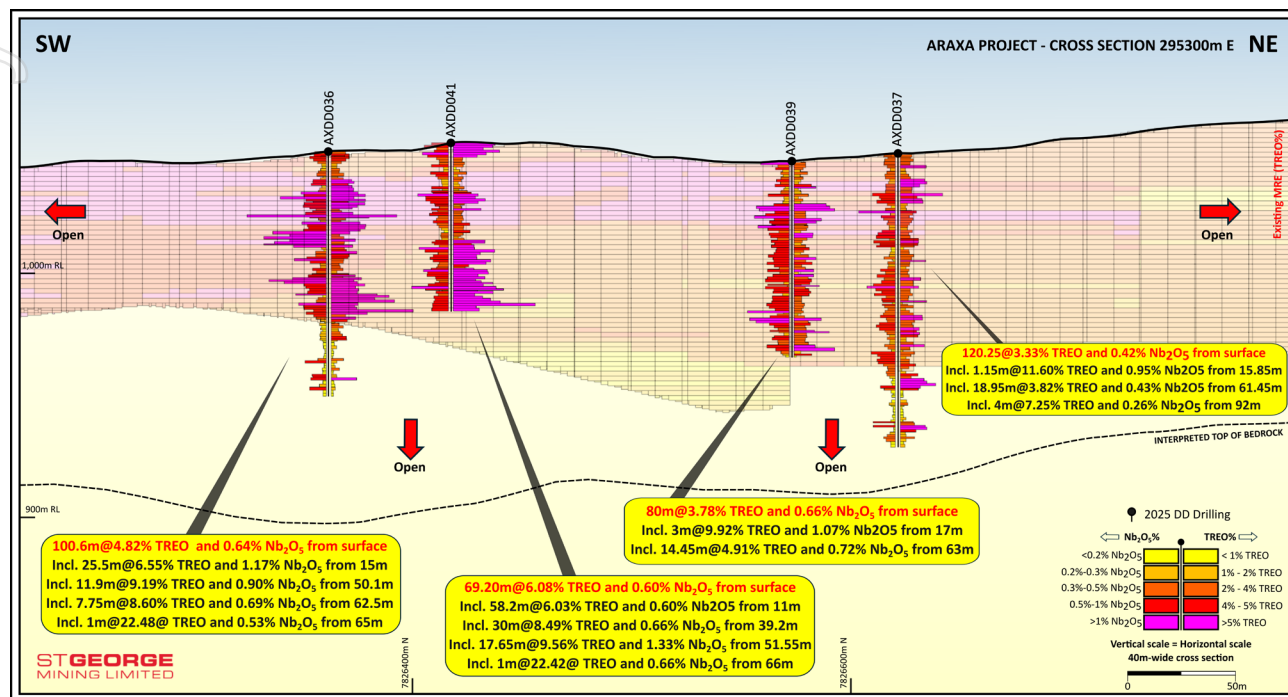 SW
ARAXA PROJECT - CROSS SECTION 295300m E NE
AXDD036
AXDD041
AXDD039
AXDD037
Existing MRE (TREO%)
Open
Open
1,000m RL
120.25@3.33% TREO and 0.42% Nb₂O₅ from surface
Incl. 1.15m@11.60% TREO and 0.95% Nb2O5 from 15.85m
Incl. 18.95m@3.82% TREO and 0.43% Nb2O5 from 61.45m
Incl. 4m@7.25% TREO and 0.26% Nb₂O₅ from 92m
INTERPRETED TOP OF BEDROCK
Open
Open
900m RL
100.6m@4.82% TREO and 0.64% Nb₂O₅ from surface
Incl. 25.5m@6.55% TREO and 1.17% Nb₂O₅ from 15m
Incl. 11.9m@9.19% TREO and 0.90% Nb₂O₅ from 50.1m
Incl. 7.75m@8.60% TREO and 0.69% Nb₂O₅ from 62.5m
Incl. 1m@22.48@ TREO and 0.53% Nb₂O₅ from 65m
69.20m@6.08% TREO and 0.60% Nb₂O₅ from surface
Incl. 58.2m@6.03% TREO and 0.60% Nb2O5 from 11m
Incl. 30m@8.49% TREO and 0.66% Nb₂O₅ from 39.2m
Incl. 17.65m@9.56% TREO and 1.33% Nb₂O₅ from 51.55m
Incl. 1m@22.42@ TREO and 0.66% Nb₂O₅ from 66m
80m@3.78% TREO and 0.66% Nb₂O₅ from surface
Incl. 3m@9.92% TREO and 1.07% Nb2O5 from 17m
Incl. 14.45m@4.91% TREO and 0.72% Nb₂O₅ from 63m
2025 DD Drilling
Nb₂O₅% TREO%
<0.2% Nb₂O₅ < 1% TREO
0.2%-0.3% Nb₂O₅ 1% - 2% TREO
0.3%-0.5% Nb₂O₅ 2% - 4% TREO
0.5%-1% Nb₂O₅ 4% - 5% TREO
>1% Nb₂O₅ >5% TREO
Vertical scale = Horizontal scale
40m-wide cross section
0 50m
7826400m N
7826600m N
STGEORGE
MINING LIMITED